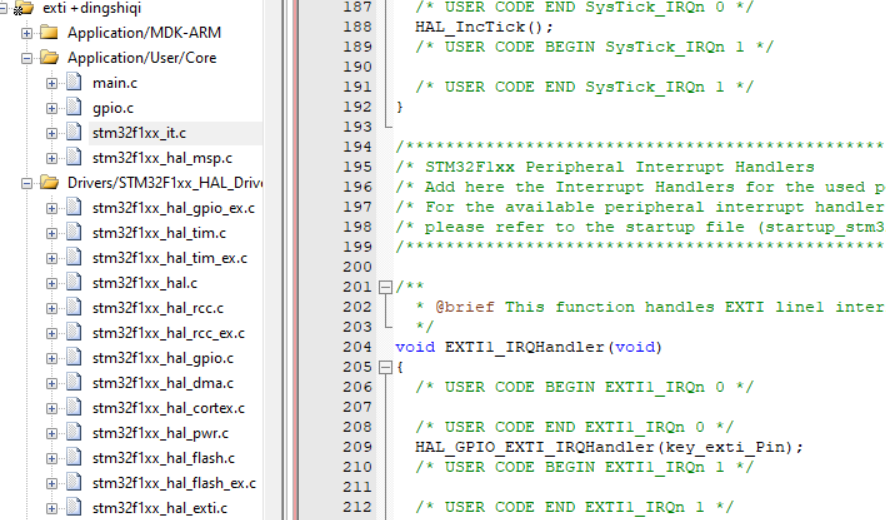 exti + dingshiqi
Application/MDK-ARM
Application/User/Core
main.c
gpio.c
stm32f1xx_it.c
stm32f1xx_hal_msp.c
Drivers/STM32F1xx_HAL_Drive
stm32f1xx_hal_gpio_ex.c
stm32f1xx_hal_tim.c
stm32f1xx_hal_tim_ex.c
stm32f1xx_hal.c
stm32f1xx_hal_rcc.c
stm32f1xx_hal_rcc_ex.c
stm32f1xx_hal_gpio.c
stm32f1xx_hal_dma.c
stm32f1xx_hal_cortex.c
stm32f1xx_hal_pwr.c
stm32f1xx_hal_flash.c
stm32f1xx_hal_flash_ex.c
stm32f1xx_hal_exti.c
187 /* USER CODE END SysTick_IRQn 0 */
188 HAL_IncTick();
189 /* USER CODE BEGIN SysTick_IRQn 1 */
190
191 /* USER CODE END SysTick_IRQn 1 */
192 }
193
194 /*************************************************
195 /* STM32F1xx Peripheral Interrupt Handlers
196 /* Add here the Interrupt Handlers for the used p
197 /* For the available peripheral interrupt handler
198 /* please refer to the startup file (startup_stm3
199 /*************************************************
200
201 /**
202 * @brief This function handles EXTI line1 inter
203 */
204 void EXTI1_IRQHandler(void)
205 {
206 /* USER CODE BEGIN EXTI1_IRQn 0 */
207
208 /* USER CODE END EXTI1_IRQn 0 */
209 HAL_GPIO_EXTI_IRQHandler(key_exti_Pin);
210 /* USER CODE BEGIN EXTI1_IRQn 1 */
211
212 /* USER CODE END EXTI1_IRQn 1 */